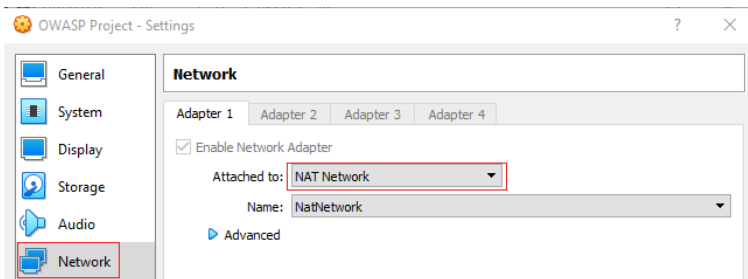 OWASP Project - Settings ? ×
General
System
Display
Storage
Audio
Network
Network
Adapter 1 Adapter 2 Adapter 3 Adapter 4
Enable Network Adapter
Attached to: NAT Network
Name: NatNetwork
Advanced